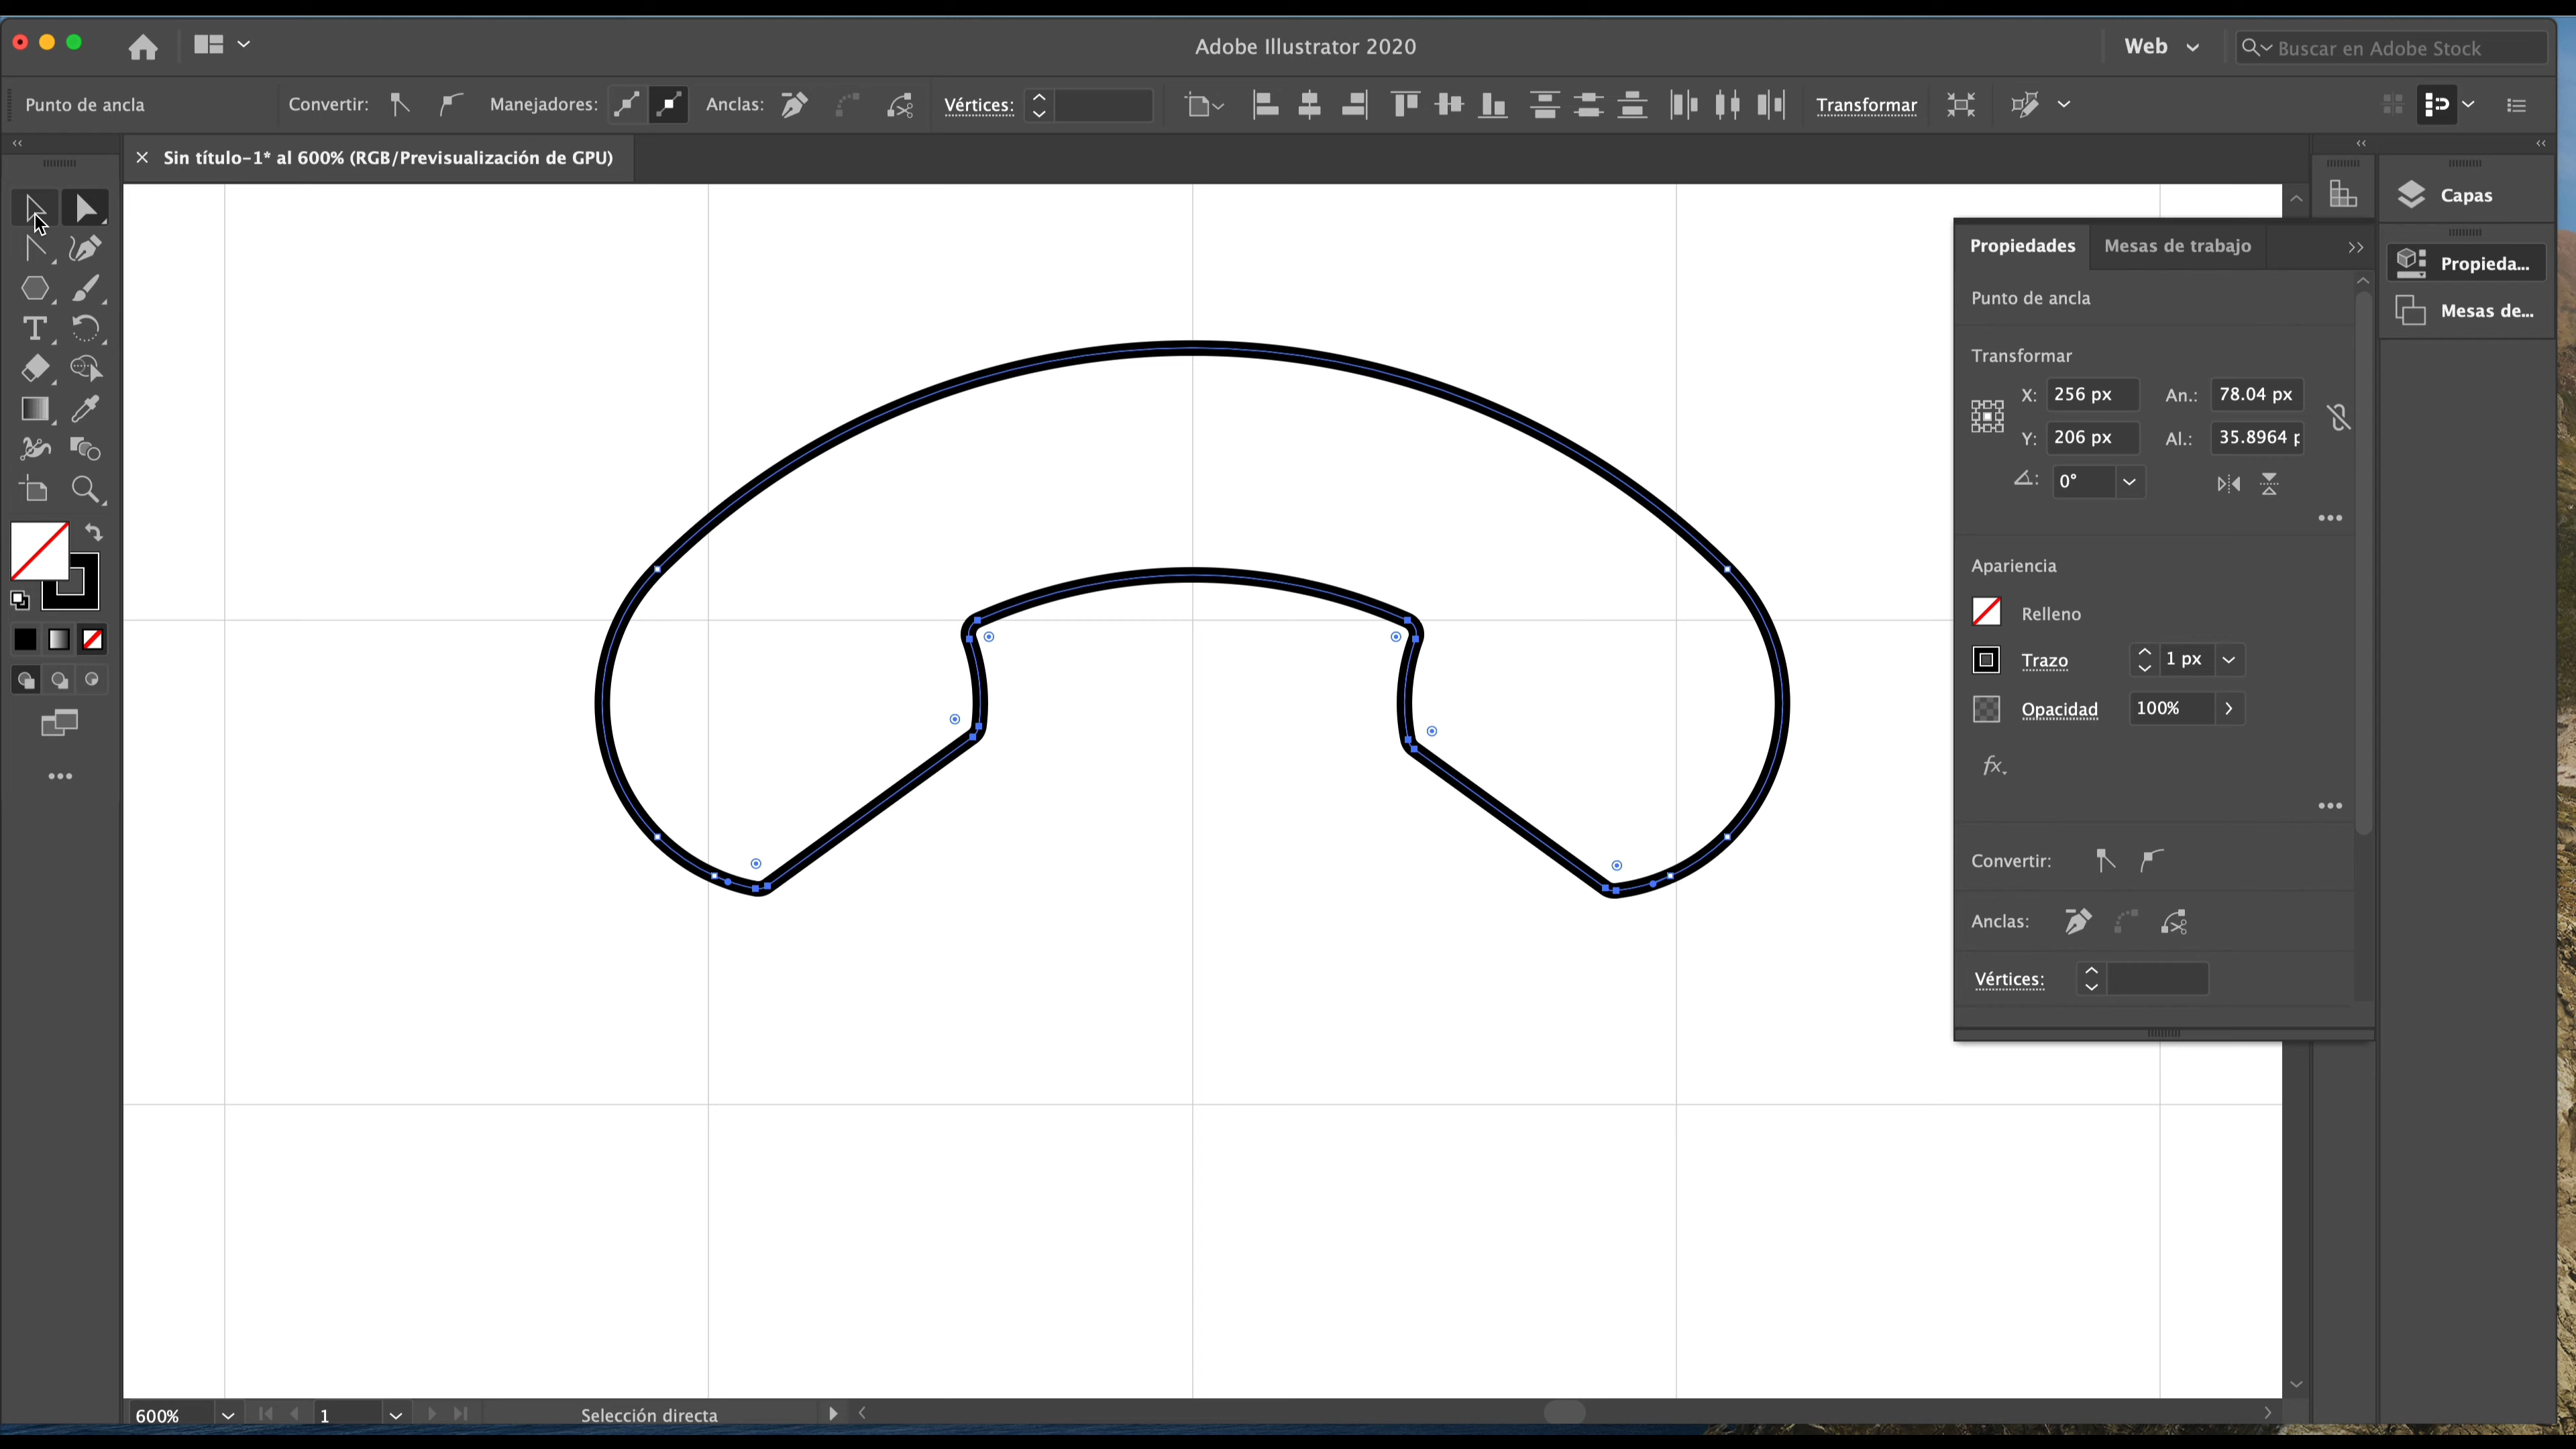 Adobe Illustrator 2020
Web
Buscar en Adobe Stock
Punto de ancla
Convertir:
Manejadores:
Anclas:
Vértices:
Transformar
Sin título-1* al 600% (RGB/Previsualización de GPU)
Capas
Propieda...
Mesas de...
Propiedades
Mesas de trabajo
Punto de ancla
Transformar
X: 256 px An.: 78.04 px
Y: 206 px Al.: 35.8964 p
0°
Apariencia
Relleno
Trazo 1 px
Opacidad 100%
fx.
Convertir:
Anclas:
Vértices:
T
600%
1
Selección directa